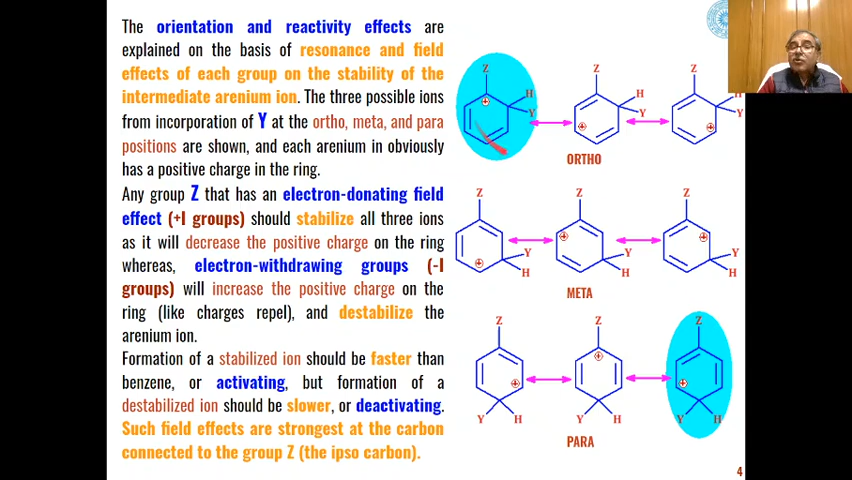 The orientation and reactivity effects are
explained on the basis of resonance and field
effects of each group on the stability of the
intermediate arenium ion. The three possible ions
from incorporation of Y at the ortho, meta, and para
positions are shown, and each arenium in obviously
has a positive charge in the ring.
Any group Z that has an electron-donating field
effect (+I groups) should stabilize all three ions
as it will decrease the positive charge on the ring
whereas, electron-withdrawing groups (-I
groups) will increase the positive charge on the
ring (like charges repel), and destabilize the
arenium ion.
Formation of a stabilized ion should be faster than
benzene, or activating, but formation of a
destabilized ion should be slower, or deactivating.
Such field effects are strongest at the carbon
connected to the group Z (the ipso carbon).
Z Z Z
H H H
Y Y Y
ORTHO
Z Z Z
Y Y Y
H H H
META
Z Z Z
Y H Y H Y H
PARA
4